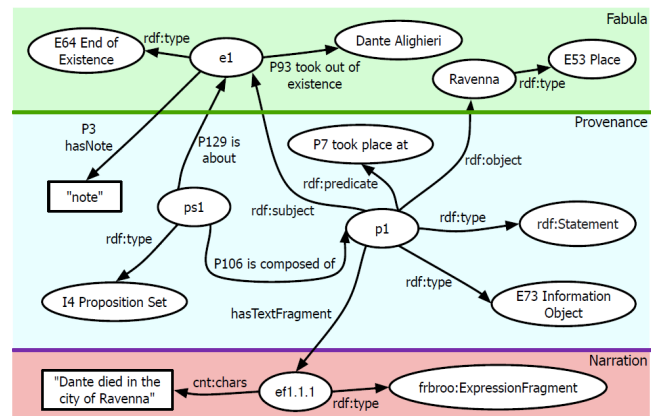 Fabula
E64 End of
Existence
rdf:type
e1
Dante Alighieri
P93 took out of
existence
Ravenna
E53 Place
rdf:type
P3
hasNote
Provenance
P129 is
about
P7 took place at
rdf:object
"note"
rdf:predicate
ps1
rdf:subject
p1
rdf:type
rdf:Statement
rdf:type
P106 is composed of
rdf:type
I4 Proposition Set
E73 Information
Object
hasTextFragment
Narration
"Dante died in the
city of Ravenna"
cnt:chars
ef1.1.1
rdf:type
frbroo:ExpressionFragment